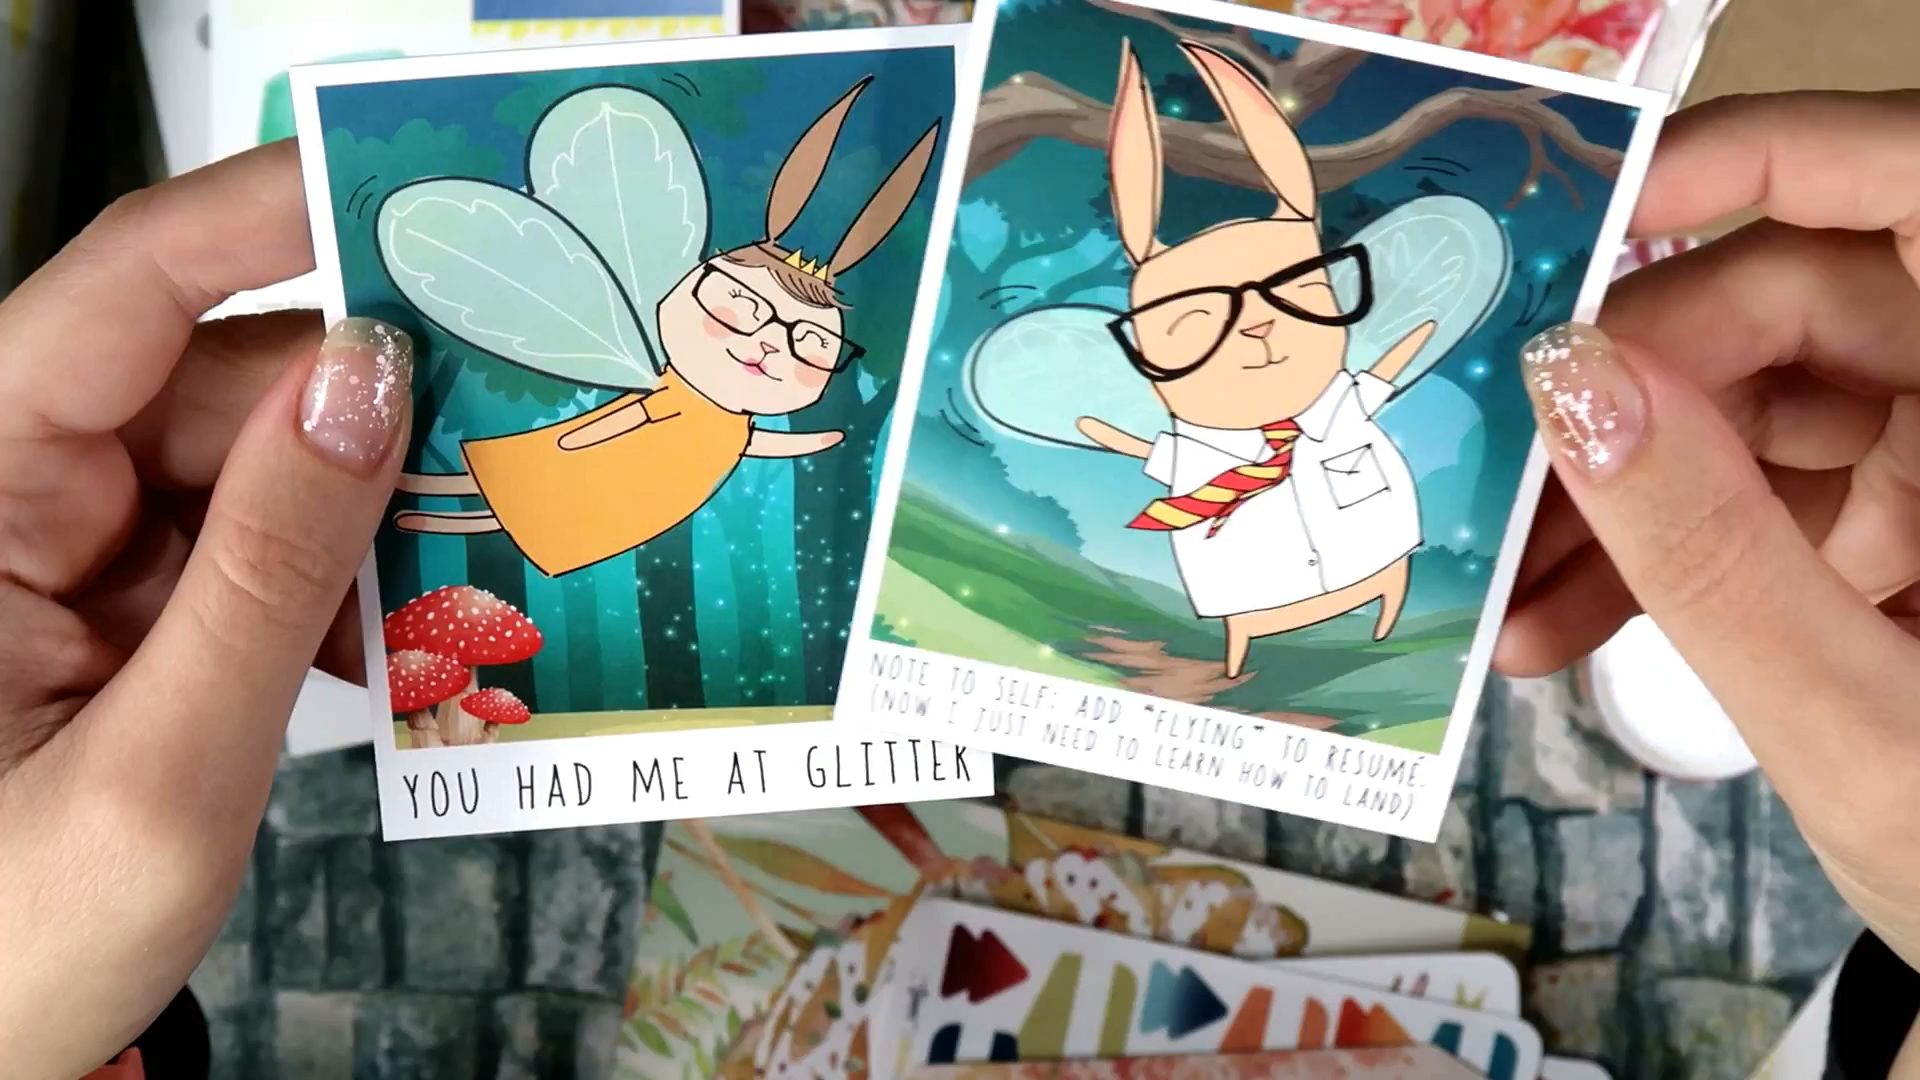 YOU HAD ME AT GLITTER
NOTE TO SELF: ADD "FLYING" TO RESUMÉ.
(NOW I JUST NEED TO LEARN HOW TO LAND)